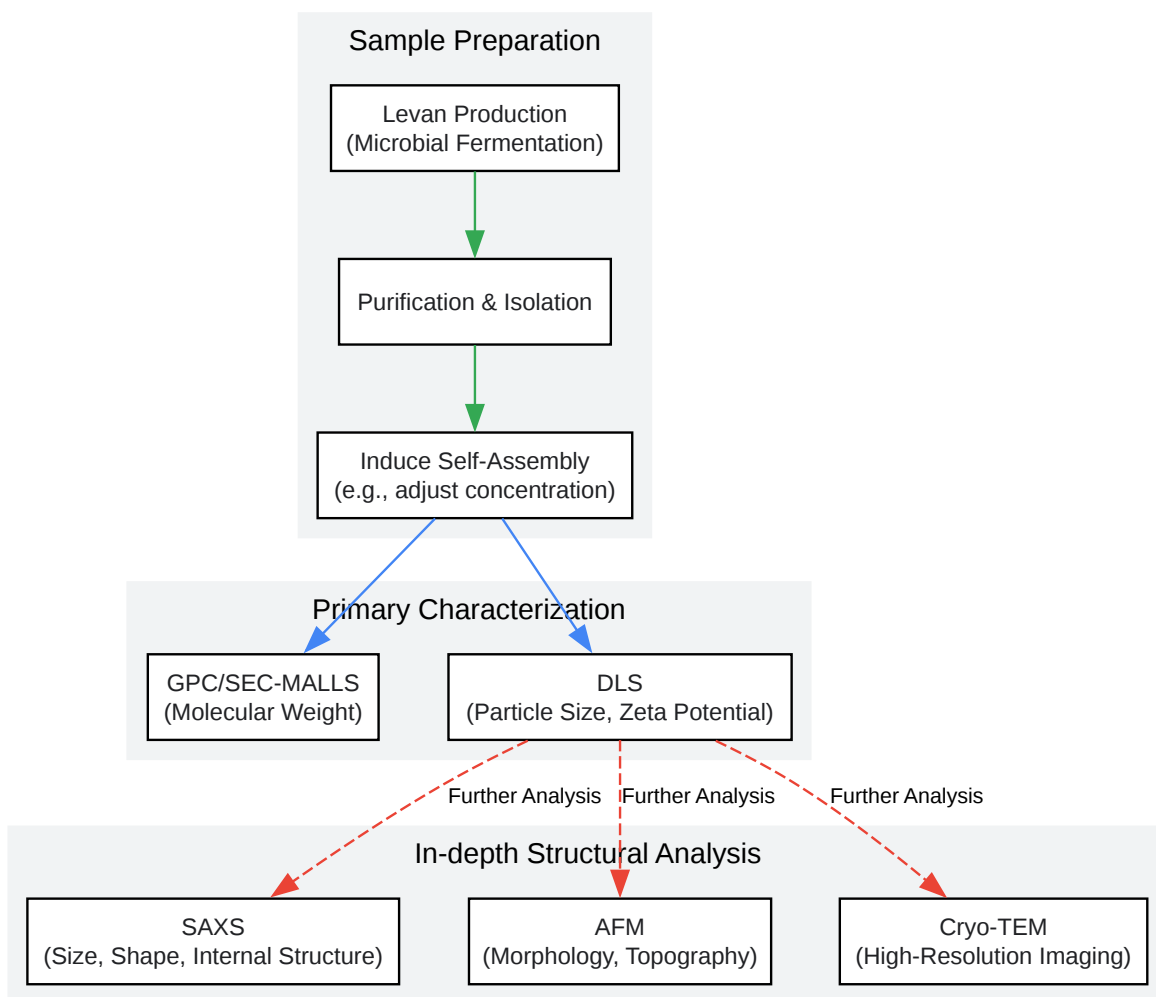 Sample Preparation
Levan Production
(Microbial Fermentation)
Purification & Isolation
Induce Self-Assembly
(e.g., adjust concentration)
Primary Characterization
GPC/SEC-MALLS
(Molecular Weight)
DLS
(Particle Size, Zeta Potential)
Further Analysis
Further Analysis
Further Analysis
In-depth Structural Analysis
SAXS
(Size, Shape, Internal Structure)
AFM
(Morphology, Topography)
Cryo-TEM
(High-Resolution Imaging)